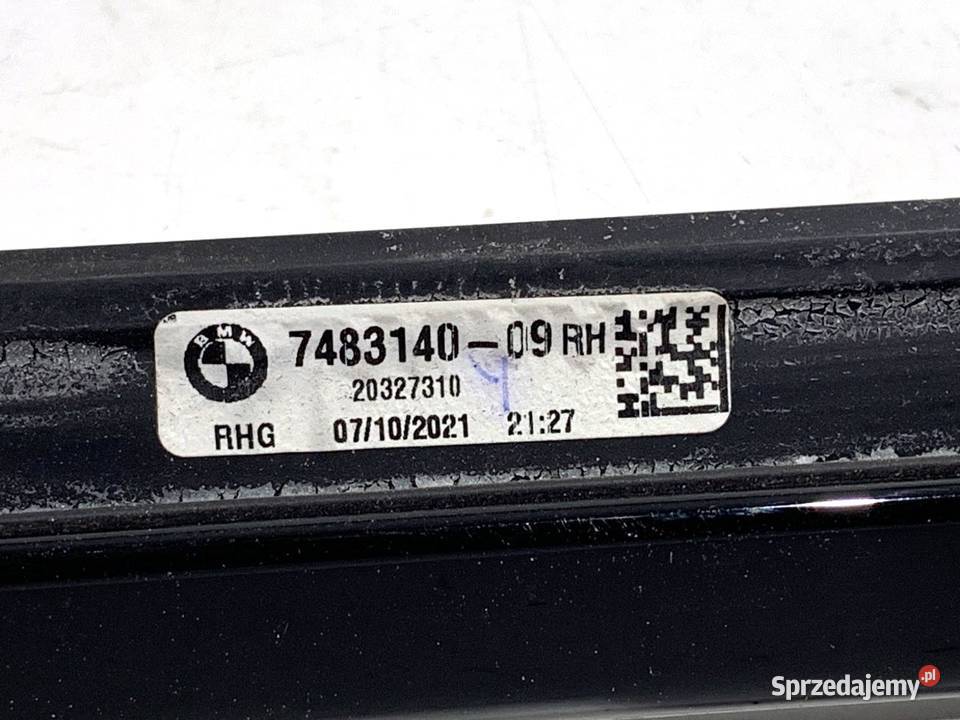 BMW
7483140-09 RH
20327310
RHG 07/10/2021 21:27
Sprzedajemy.pl